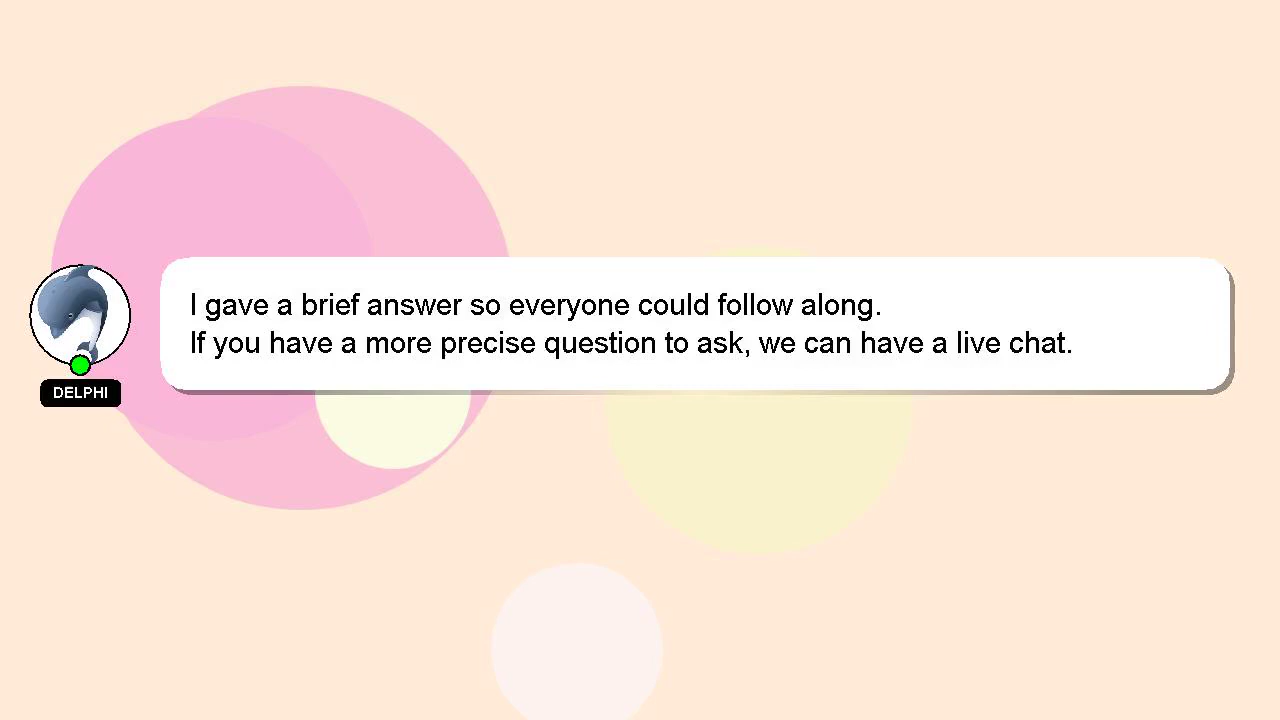 I gave a brief answer so everyone could follow along.
If you have a more precise question to ask, we can have a live chat.
DELPHI